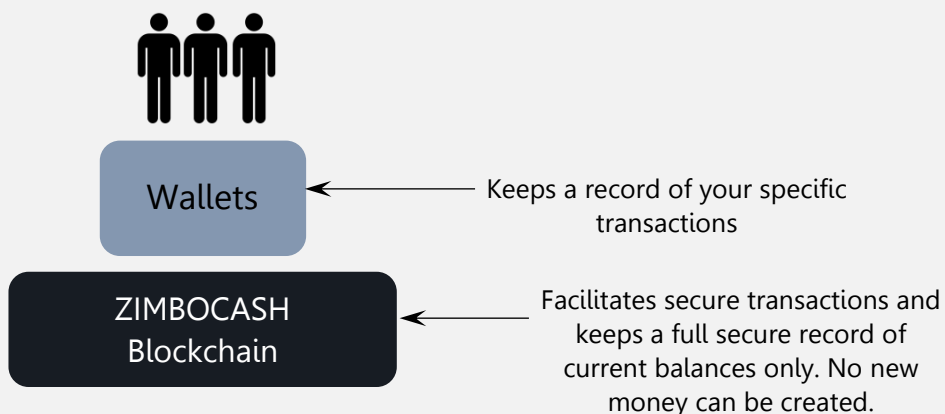 Wallets
Keeps a record of your specific
transactions
ZIMBOCASH
Blockchain
Facilitates secure transactions and
keeps a full secure record of
current balances only. No new
money can be created.